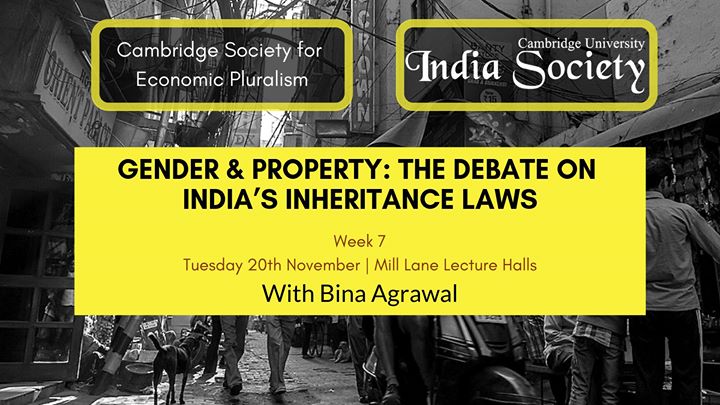 Cambridge Society for
Economic Pluralism
Cambridge University
India Society
GENDER & PROPERTY: THE DEBATE ON
INDIA'S INHERITANCE LAWS
Week 7
Tuesday 20th November | Mill Lane Lecture Halls
With Bina Agrawal